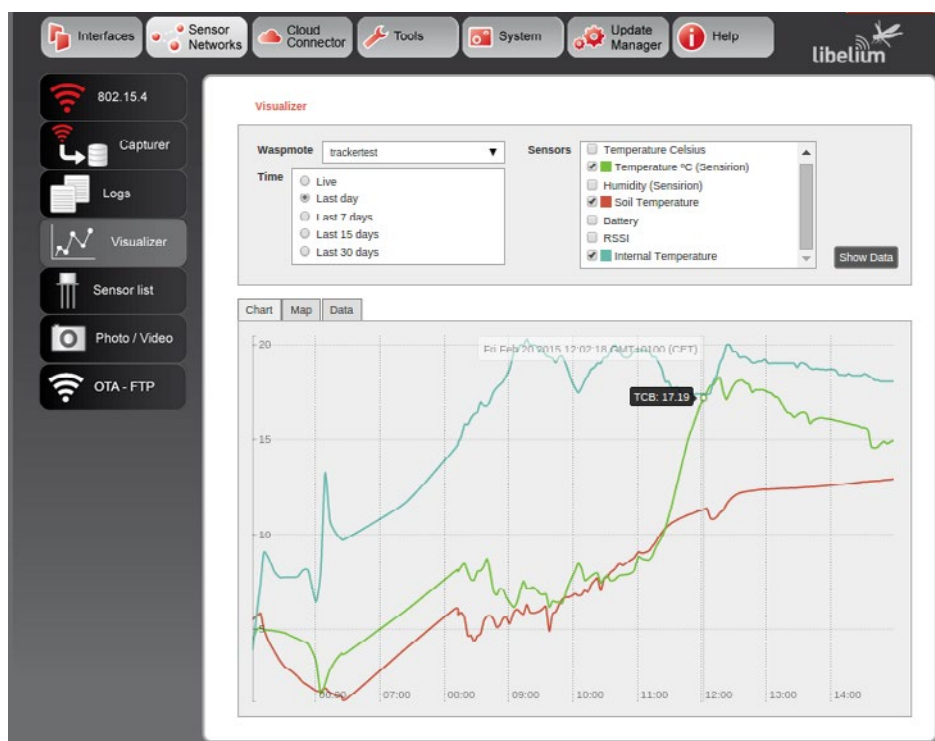 Interfaces
Sensor
Networks
Cloud
Connector
Tools
System
Update
Manager
Help
libelium
802.15.4
Capturer
Logs
Visualizer
Sensor list
Photo / Video
OTA - FTP
Visualizer
Waspmote
trackertest
Time
Live
Last day
Last 7 days
Last 15 days
Last 30 days
Sensors
Temperature Celsius
Temperature ºC (Sensirion)
Humidity (Sensirion)
Soil Temperature
Battery
RSSI
Internal Temperature
Show Data
Chart
Map
Data
Fri Feb 20 2015 12:02:18 GMT+0100 (CET)
TCB: 17.19
20
15
10
5
07:00
09:00
10:00
11:00
12:00
13:00
14:00